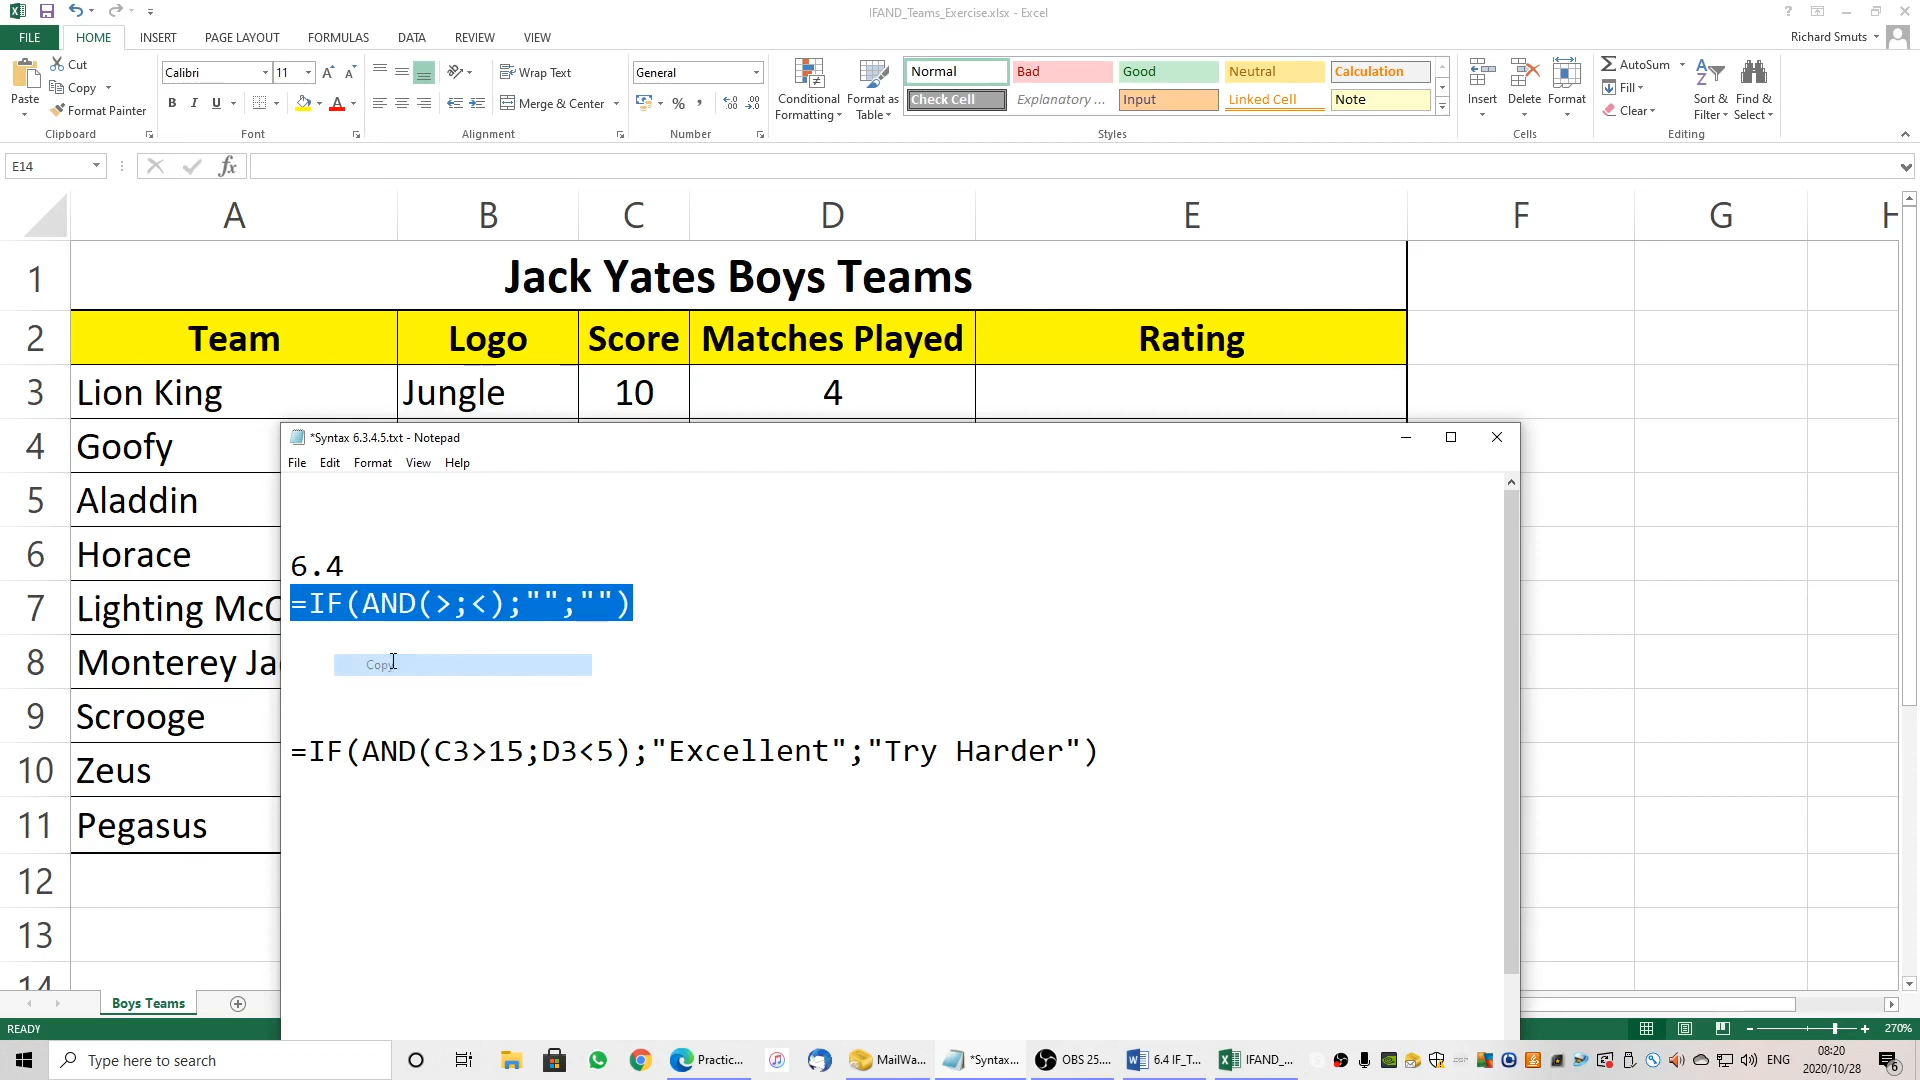 IFAND_Teams_Exercise.xlsx - Excel
FILE HOME INSERT PAGE LAYOUT FORMULAS DATA REVIEW VIEW Richard Smuts
Paste
Cut
Copy
Format Painter
Clipboard
Calibri 11
B I U
Font
Wrap Text
Merge & Center
Alignment
General
%
Number
Conditional Formatting
Format as Table
Normal Bad Good Neutral Calculation
Check Cell Explanatory ... Input Linked Cell Note
Styles
Insert Delete Format
Cells
AutoSum
Fill
Clear
Sort & Filter
Find & Select
Editing
E14 fx
A B C D E F G H
1 Jack Yates Boys Teams
2 Team Logo Score Matches Played Rating
3 Lion King Jungle 10 4
4 Goofy
5 Aladdin
6 Horace
7 Lighting McC
8 Monterey Ja
9 Scrooge
10 Zeus
11 Pegasus
12
13
14
*Syntax 6.3.4.5.txt - Notepad
File Edit Format View Help
6.4
=IF(AND(>;<);"";"")
Copy
=IF(AND(C3>15;D3<5);"Excellent";"Try Harder")
Boys Teams
READY 270%
Type here to search Practic... MailWa... *Syntax... OBS 25.... 6.4 IF_T... IFAND_... ENG
08:20
2020/10/28
6